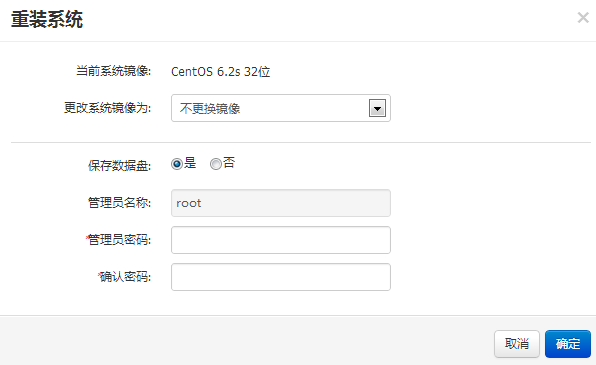 重装系统
当前系统镜像: CentOS 6.2s 32位
更改系统镜像为: 不更换镜像
保存数据盘: 是 否
管理员名称: root
*管理员密码:
*确认密码:
取消 确定